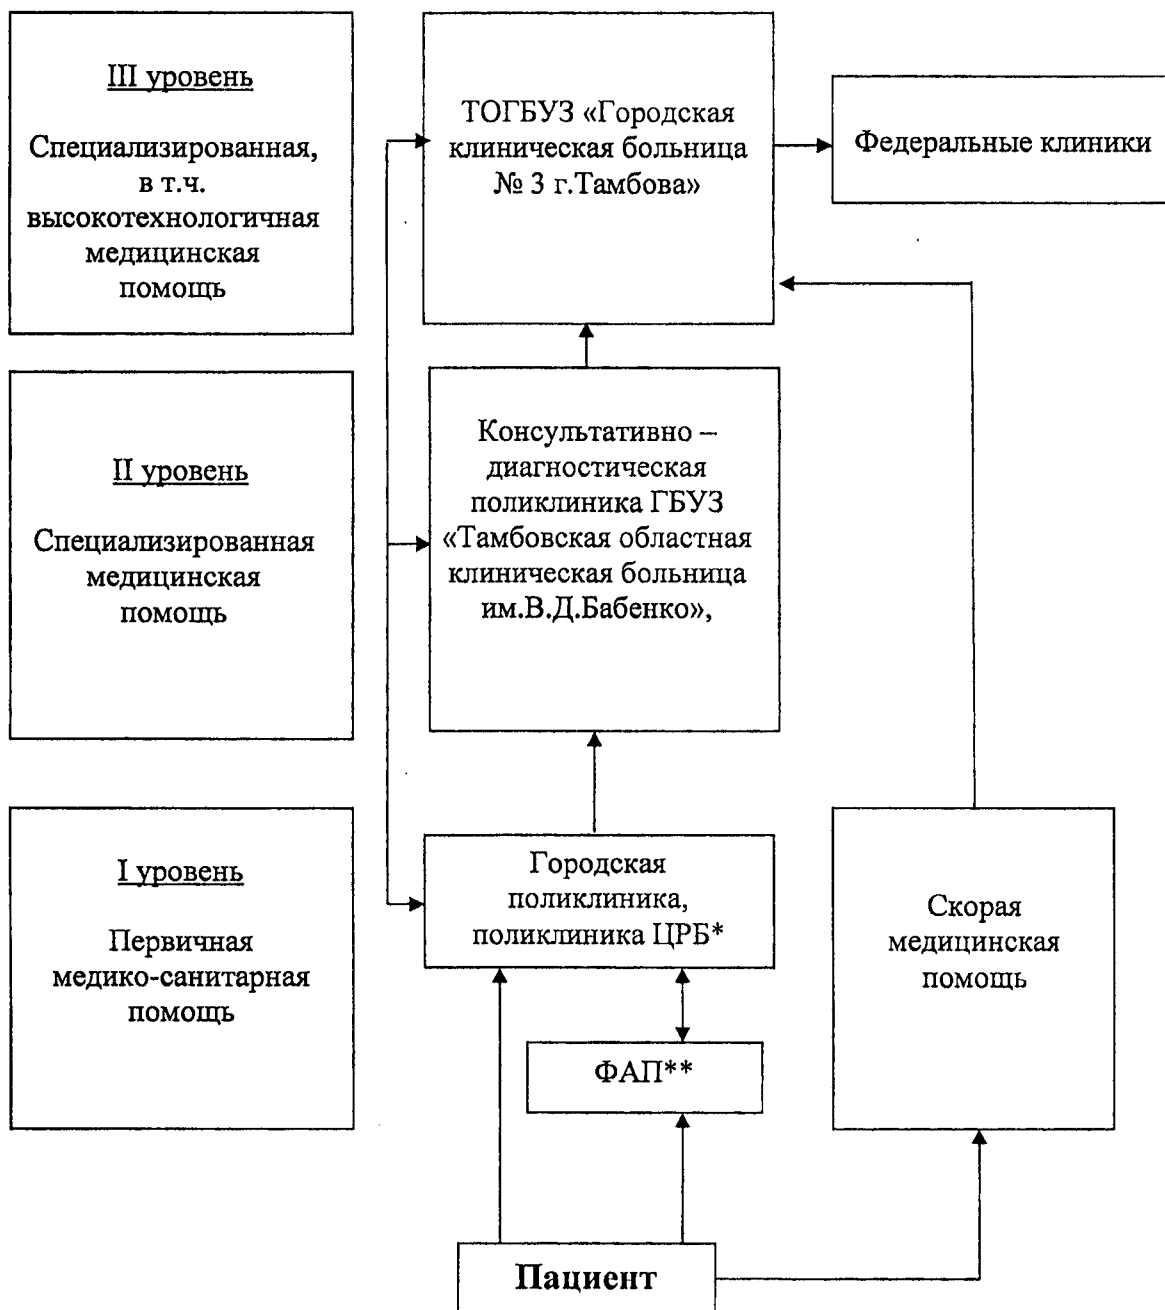 III уровень
Специализированная,
в т.ч.
высокотехнологичная
медицинская
помощь
ТОГБУЗ «Городская
клиническая больница
№ 3 г.Тамбова»
Федеральные клиники
II уровень
Специализированная
медицинская
помощь
Консультативно –
диагностическая
поликлиника ГБУЗ
«Тамбовская областная
клиническая больница
им.В.Д.Бабенко»,
I уровень
Первичная
медико-санитарная
помощь
Городская
поликлиника,
поликлиника ЦРБ*
Скорая
медицинская
помощь
ФАП**
Пациент